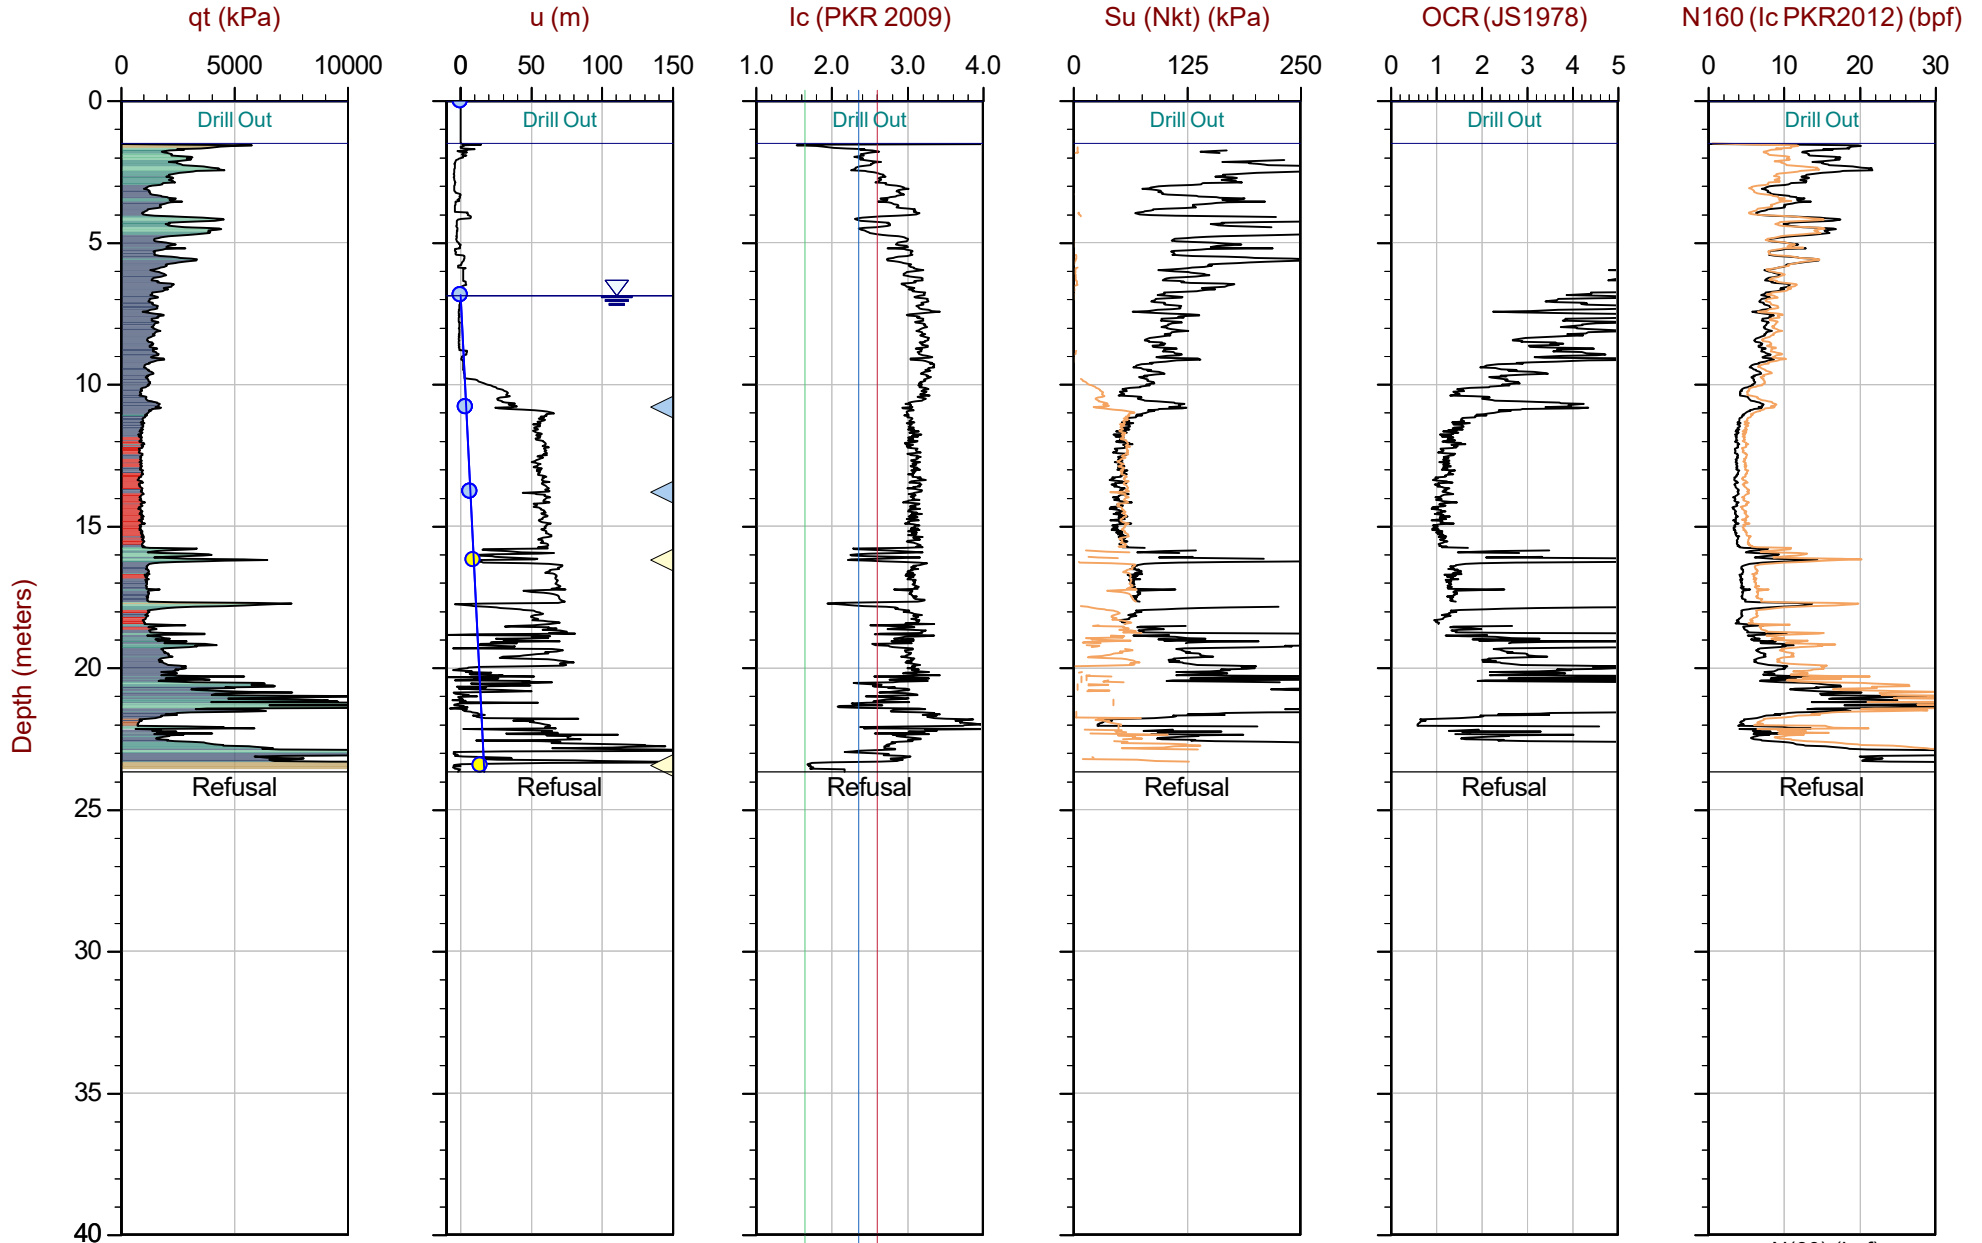 qt (kPa) u (m) Ic (PKR 2009) Su (Nkt) (kPa) OCR (JS1978) N160 (Ic PKR2012) (bpf)
0 5000 10000 0 50 100 150 1.0 2.0 3.0 4.0 0 125 250 0 1 2 3 4 5 0 10 20 30
0
Drill Out Drill Out Drill Out Drill Out Drill Out Drill Out
5
10
15
20
Refusal Refusal Refusal Refusal Refusal Refusal
25
30
35
40
Depth (meters)